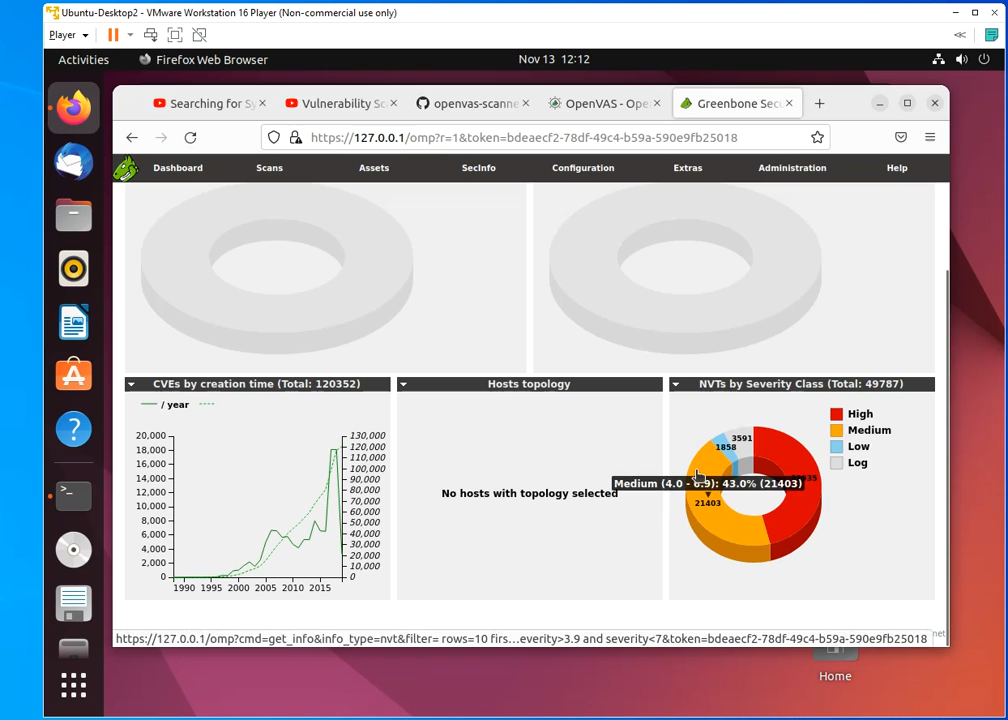 Ubuntu-Desktop2 - VMware Workstation 16 Player (Non-commercial use only)
Player
Activities
Firefox Web Browser
Nov 13 12:12
Searching for Sy
Vulnerability Sc
openvas-scanne
OpenVAS - Ope
Greenbone Secu
https://127.0.0.1/omp?r=1&token=bdeaecf2-78df-49c4-b59a-590e9fb25018
Dashboard
Scans
Assets
SecInfo
Configuration
Extras
Administration
Help
CVEs by creation time (Total: 120352)
Hosts topology
NVTs by Severity Class (Total: 49787)
/ year
20,000
18,000
16,000
14,000
12,000
10,000
8,000
6,000
4,000
2,000
0
130,000
120,000
110,000
100,000
90,000
80,000
70,000
60,000
50,000
40,000
30,000
20,000
10,000
0
1990 1995 2000 2005 2010 2015
No hosts with topology selected
High
Medium
Low
Log
3591
1858
Medium (4.0 - 6.9): 43.0% (21403)
21403
https://127.0.0.1/omp?cmd=get_info&info_type=nvt&filter= rows=10 firs...everity>3.9 and severity<7&token=bdeaecf2-78df-49c4-b59a-590e9fb25018
net
Home